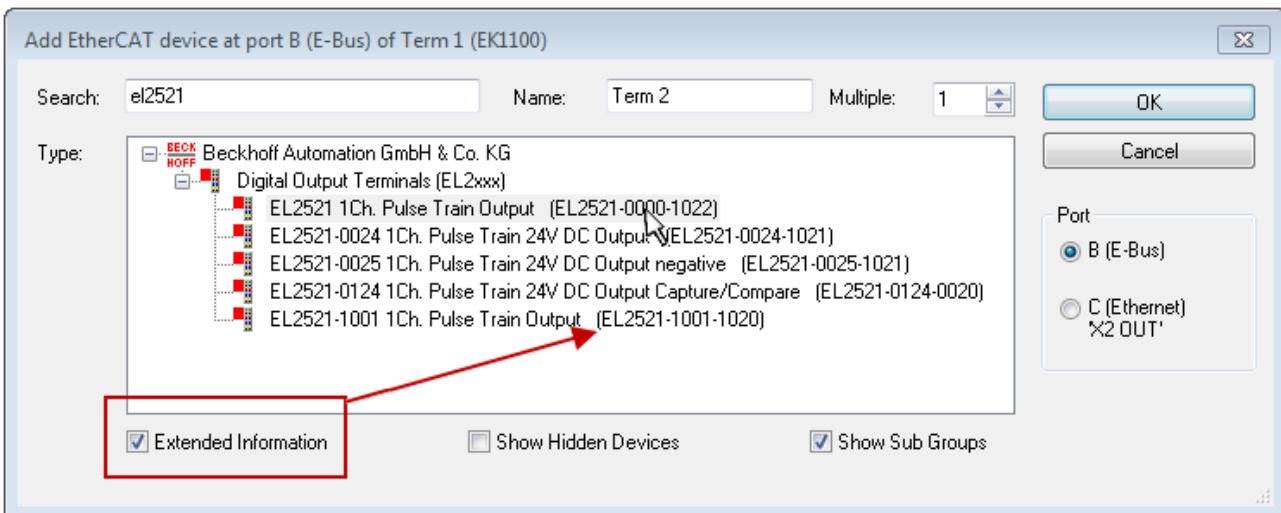 Add EtherCAT device at port B (E-Bus) of Term 1 (EK1100)
Search: el2521 Name: Term 2 Multiple: 1 OK
Type: BECKHOFF Beckhoff Automation GmbH & Co. KG Cancel
Digital Output Terminals (EL2xxx)
EL2521 1Ch. Pulse Train Output (EL2521-0000-1022)
EL2521-0024 1Ch. Pulse Train 24V DC Output (EL2521-0024-1021)
EL2521-0025 1Ch. Pulse Train 24V DC Output negative (EL2521-0025-1021)
EL2521-0124 1Ch. Pulse Train 24V DC Output Capture/Compare (EL2521-0124-0020)
EL2521-1001 1Ch. Pulse Train Output (EL2521-1001-1020)
Port
B (E-Bus)
C (Ethernet)
'X2 OUT'
Extended Information Show Hidden Devices Show Sub Groups